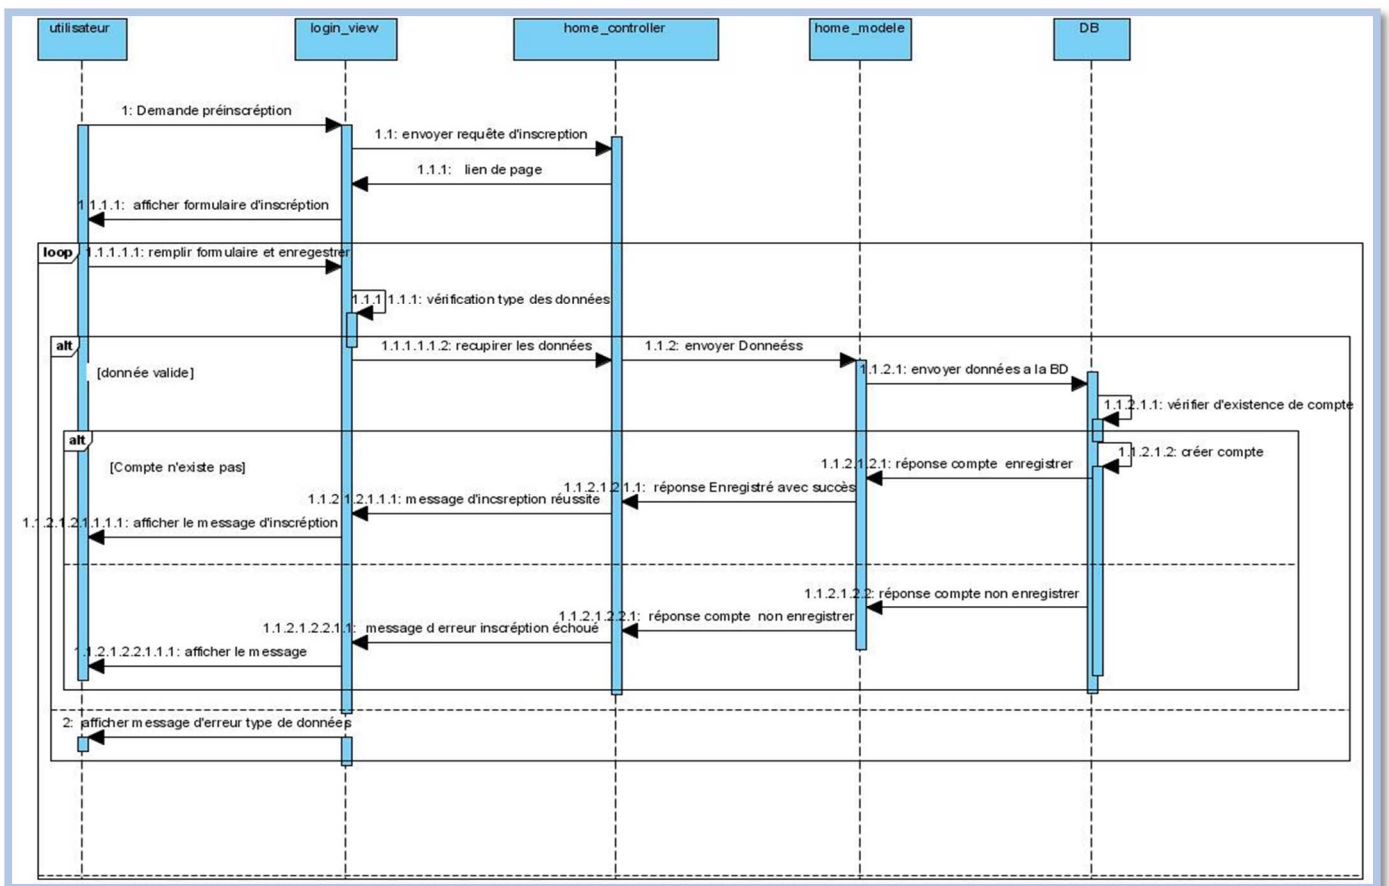 utilisateur
login_view
home_controller
home_modele
DB
1: Demande préinscréption
1.1: envoyer requête d'inscreption
1.1.1: lien de page
1.1.1.1: afficher formulaire d'inscréption
loop
1.1.1.1.1: remplir formulaire et enregestrer
1.1.1.1.1.1: vérification type des données
alt
1.1.1.1.1.2: recupirer les données
1.1.2: envoyer Donneéss
[donnée valide]
1.1.2.1: envoyer données a la BD
1.1.2.1.1: vérifier d'existence de compte
alt
[Compte n'existe pas]
1.1.2.1.2: créer compte
1.1.2.1.2.1: réponse compte enregistrer
1.1.2.1.2.1.1: réponse Enregistré avec succès
1.1.2.1.2.1.1.1: message d'incsreption réussite
1.1.2.1.2.1.1.1.1: afficher le message d'inscréption
1.1.2.1.2.2: réponse compte non enregistrer
1.1.2.1.2.2.1: réponse compte non enregistrer
1.1.2.1.2.2.1.1: message d erreur inscréption échoué
1.1.2.1.2.2.1.1.1: afficher le message
2: afficher message d'erreur type de données